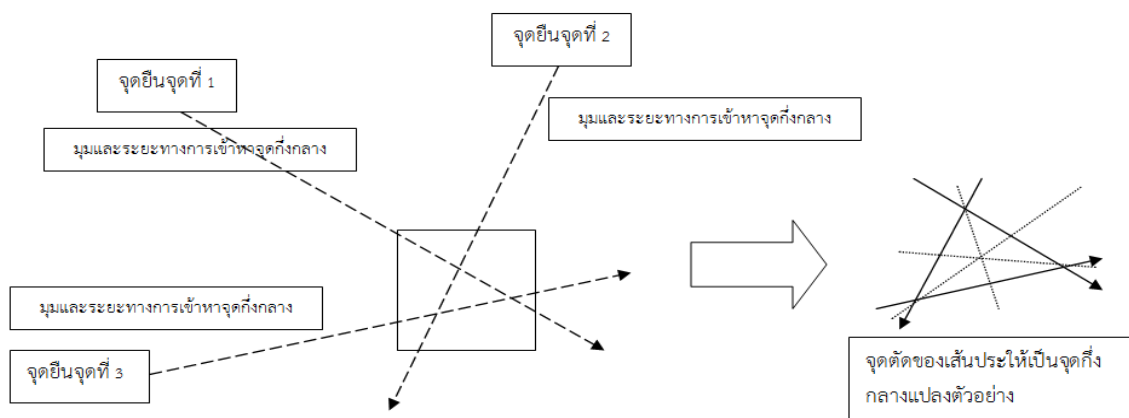 จุดยืนจุดที่ 2
จุดยืนจุดที่ 1
มุมและระยะทางการเข้าหาจุดกึ่งกลาง
มุมและระยะทางการเข้าหาจุดกึ่งกลาง
มุมและระยะทางการเข้าหาจุดกึ่งกลาง
จุดยืนจุดที่ 3
จุดตัดของเส้นประให้เป็นจุดกึ่ง
กลางแปลงตัวอย่าง